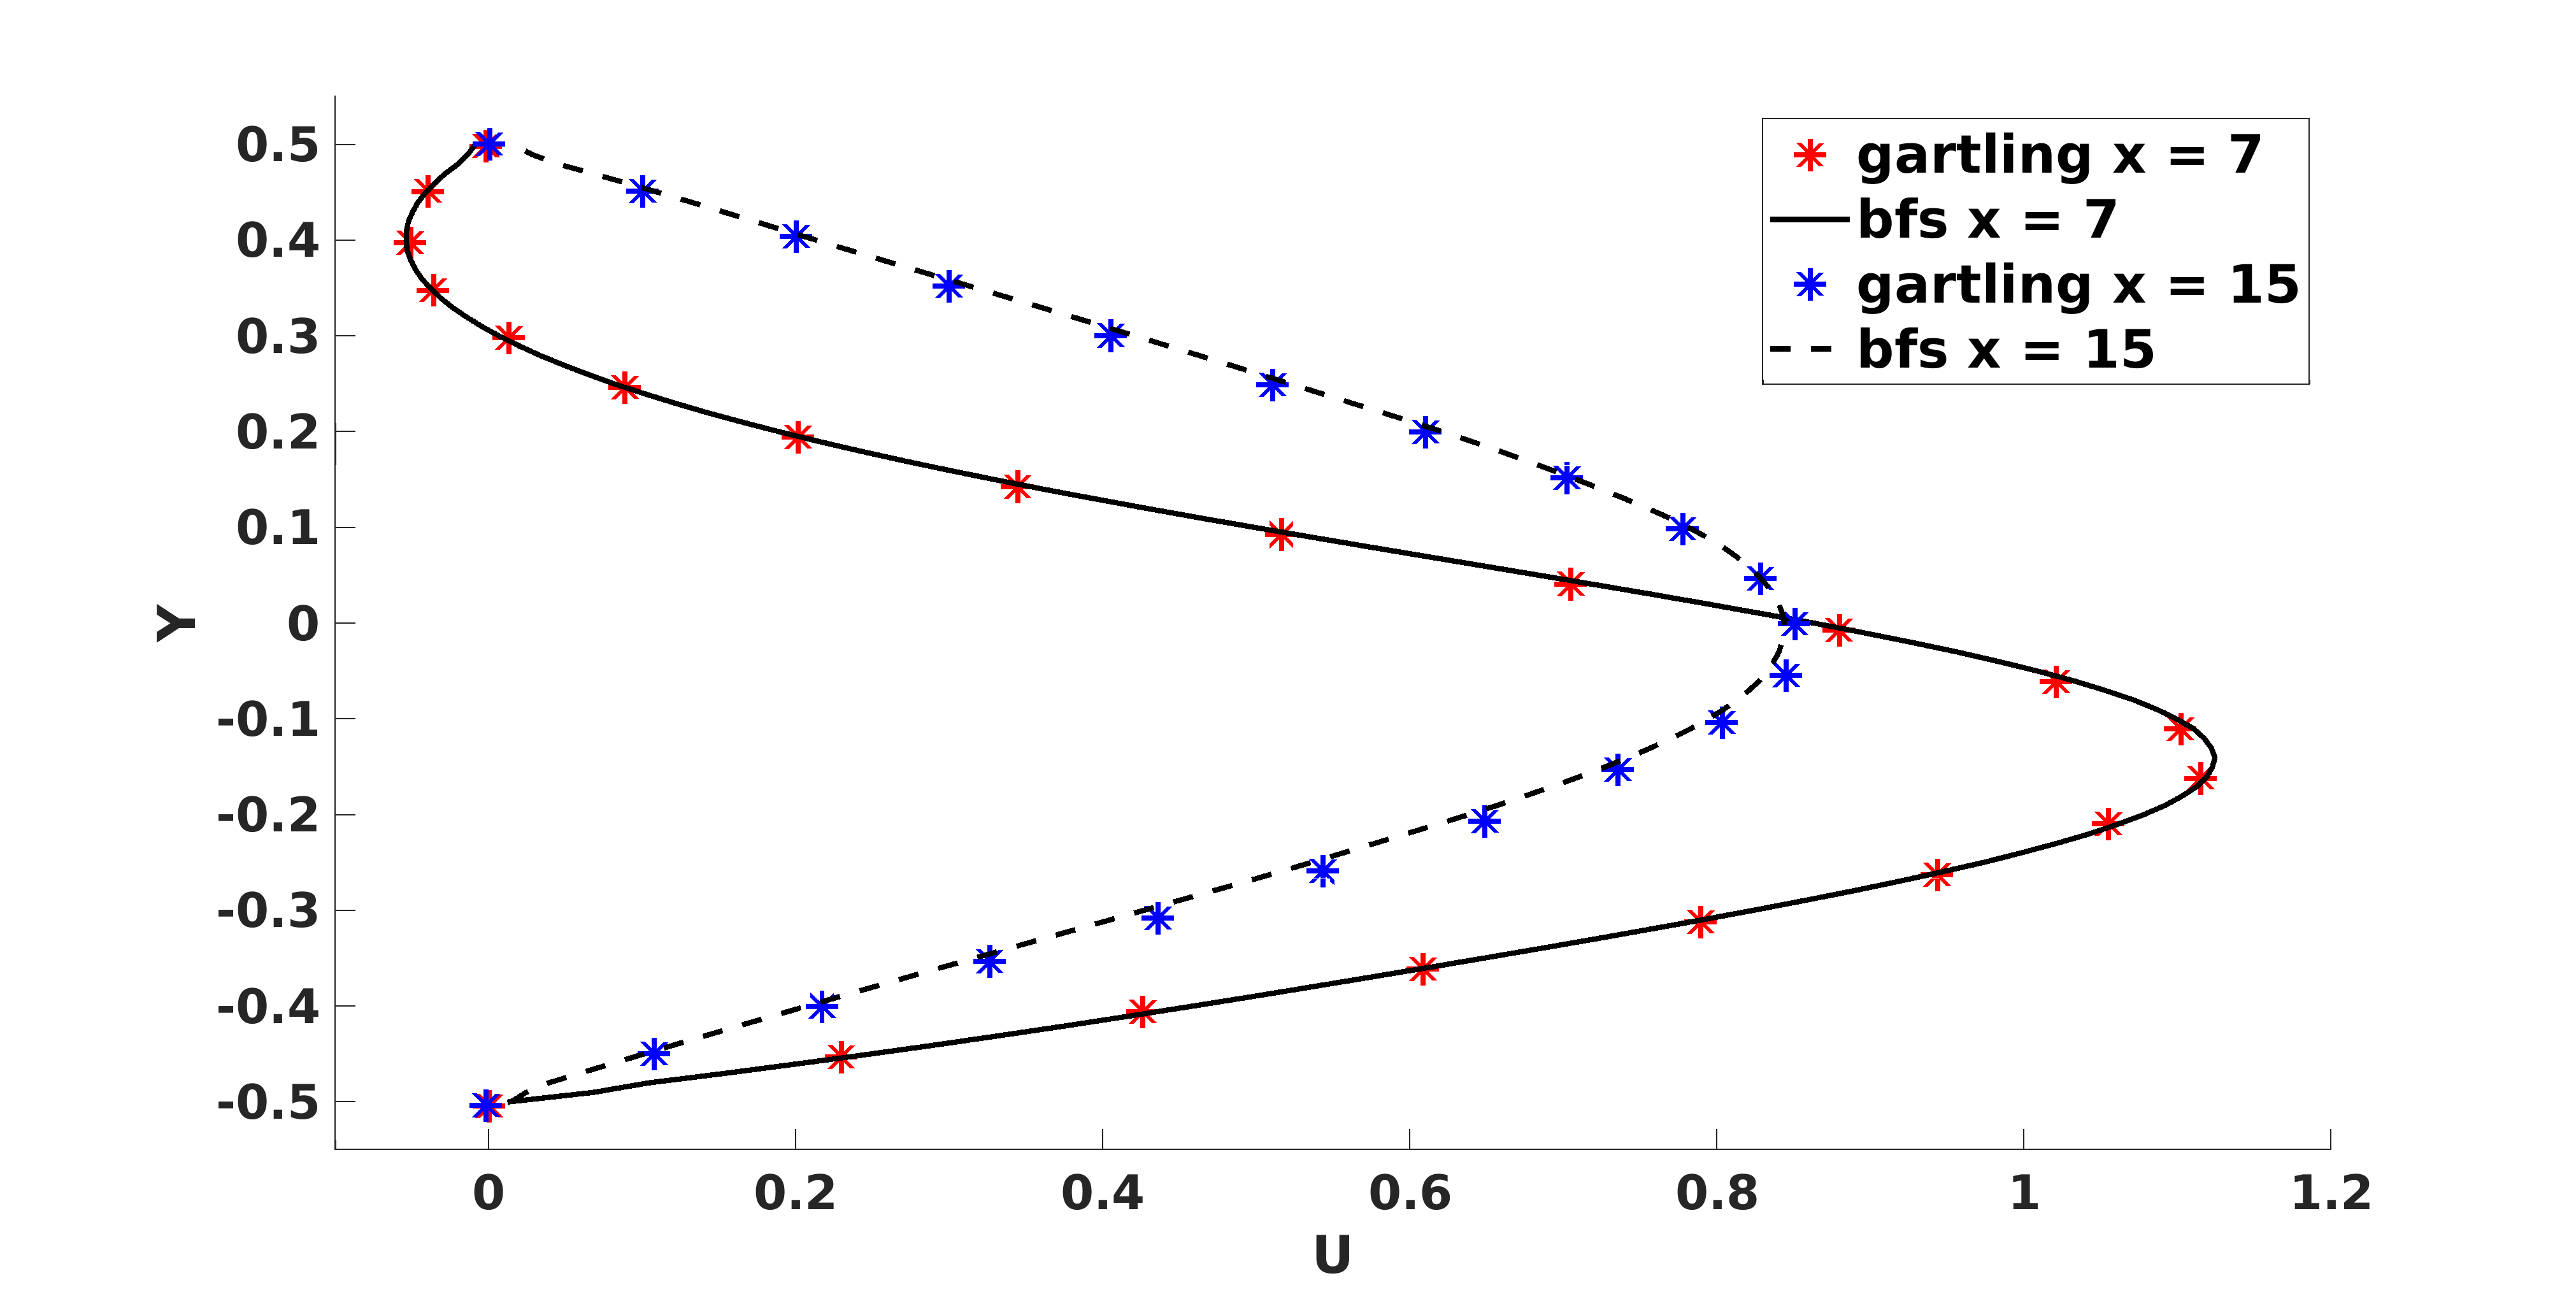 gartling x = 7
bfs x = 7
gartling x = 15
bfs x = 15
0.5
0.4
0.3
0.2
0.1
0
-0.1
-0.2
-0.3
-0.4
-0.5
Y
0 0.2 0.4 0.6 0.8 1 1.2
U